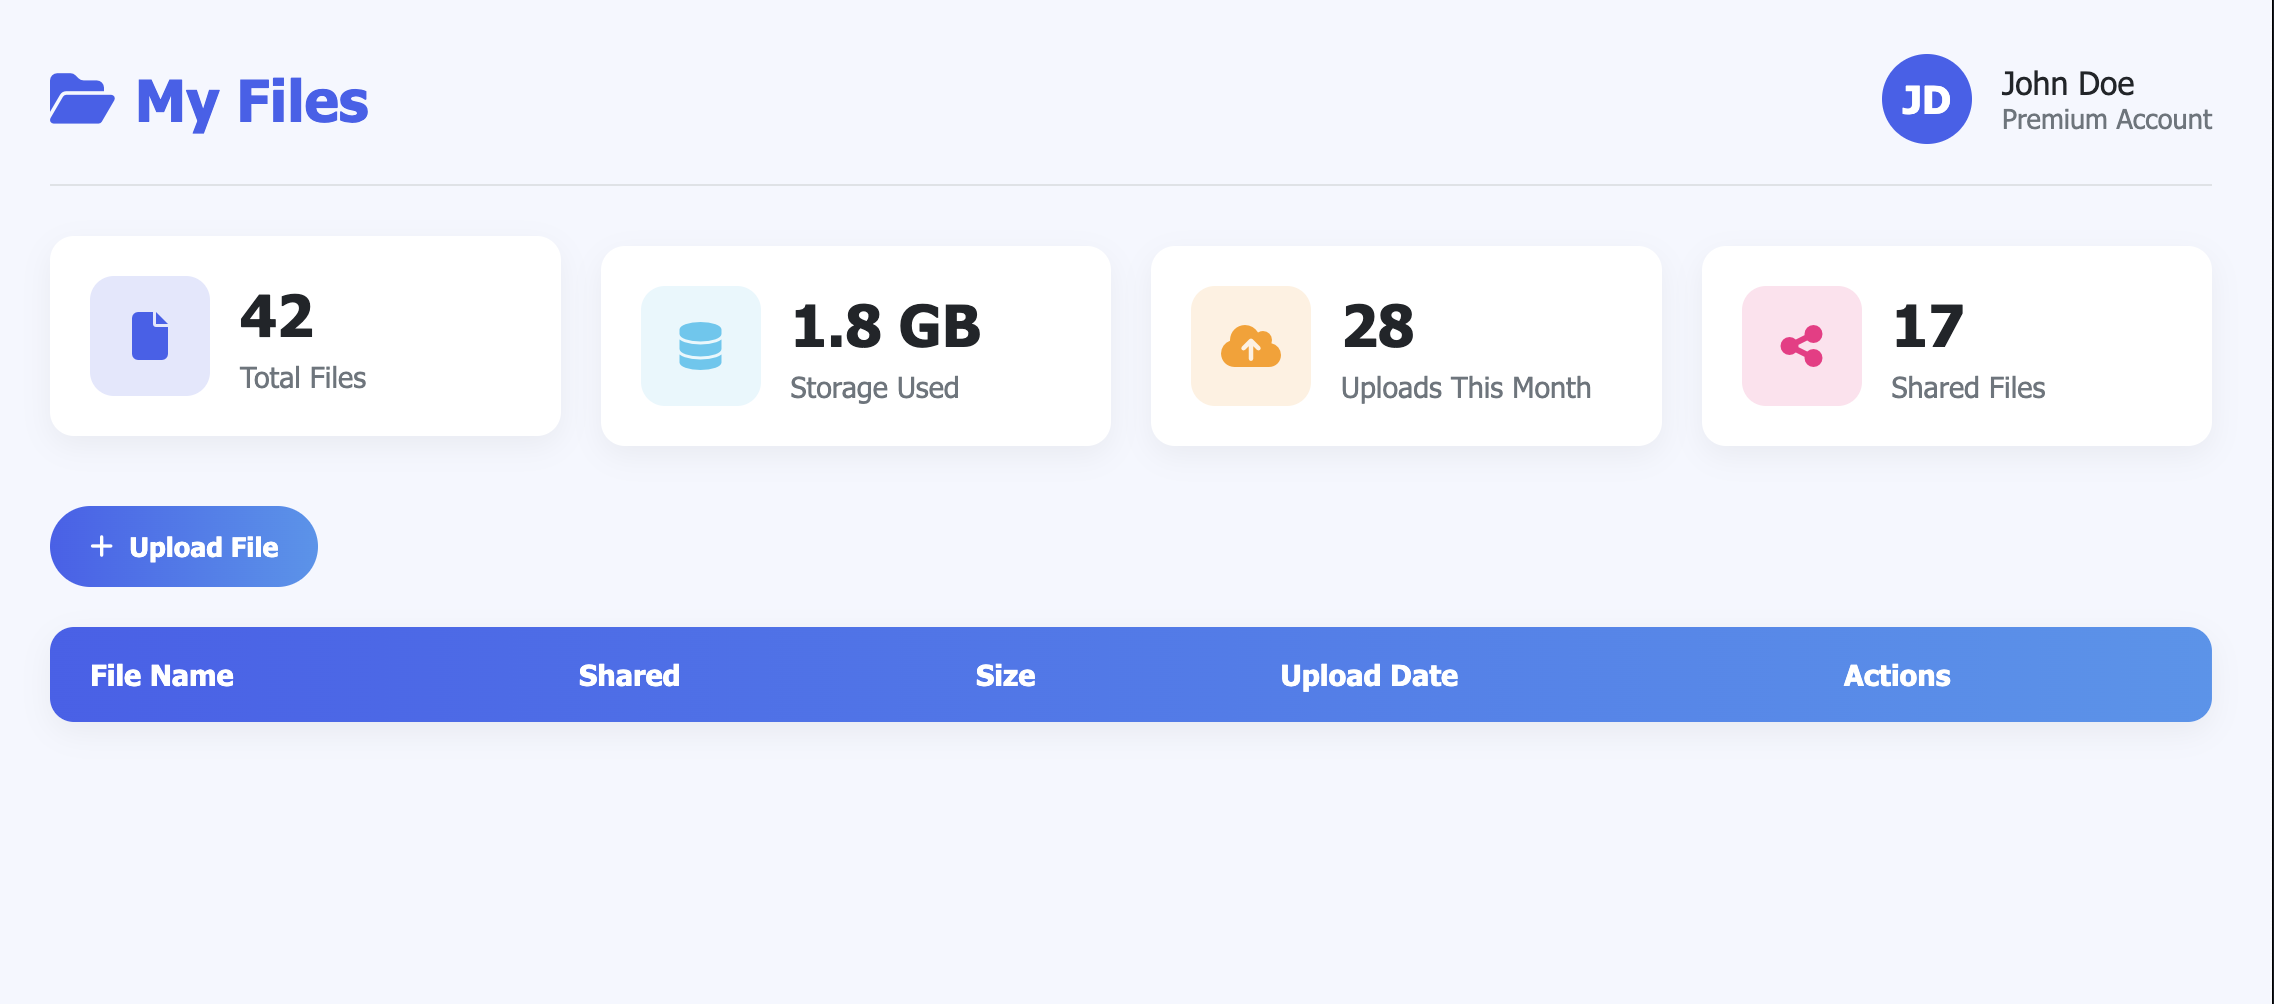 My Files
JD
John Doe
Premium Account
42
Total Files
1.8 GB
Storage Used
28
Uploads This Month
17
Shared Files
+ Upload File
File Name Shared Size Upload Date Actions